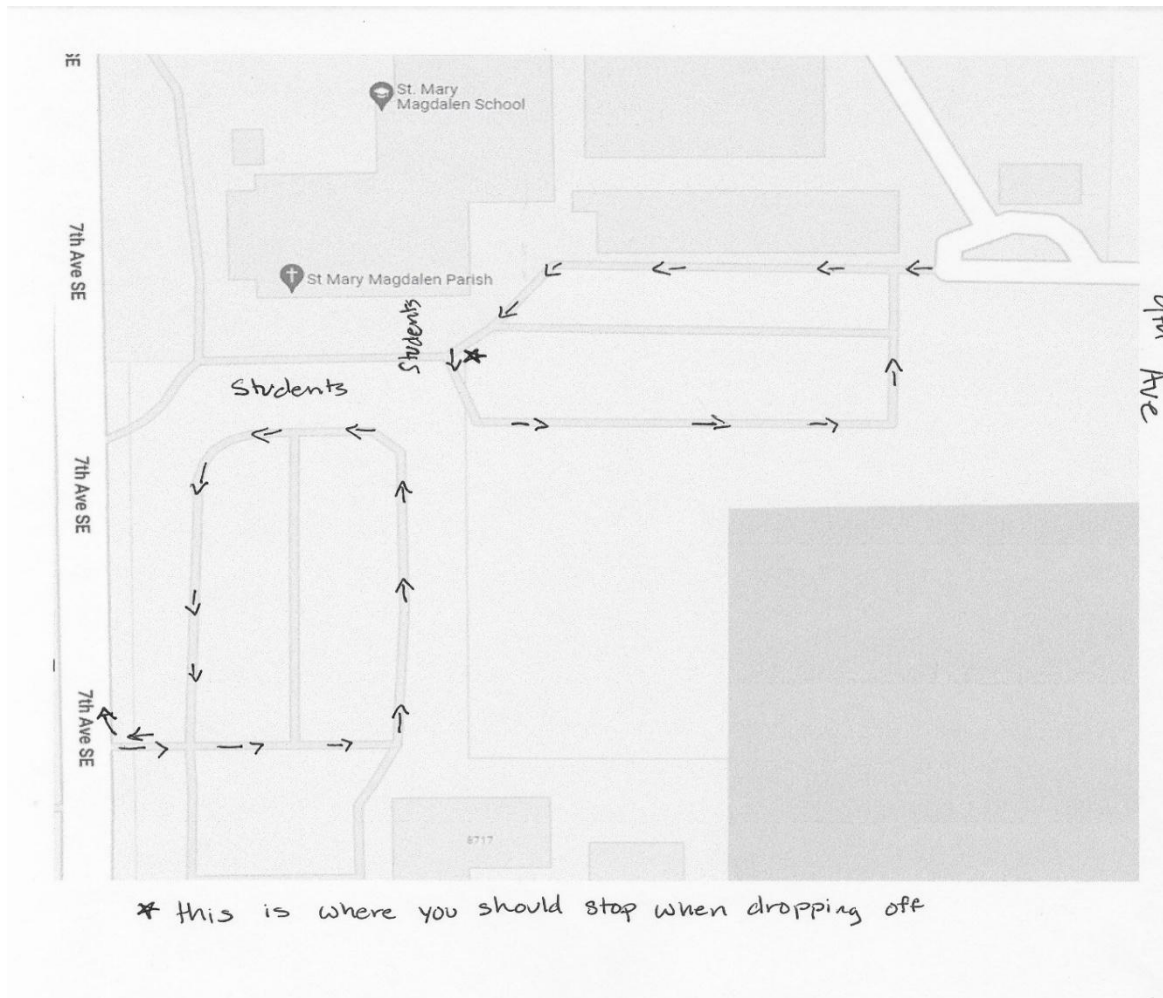 St. Mary
Magdalen School
7th Ave SE
St Mary Magdalen Parish
Students
Students
Ave
7th Ave SE
7th Ave SE
8717
* this is where you should stop when dropping off